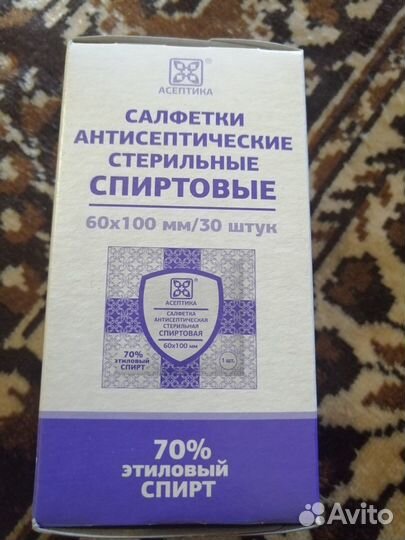 АСЕПТИКА
САЛФЕТКИ
АНТИСЕПТИЧЕСКИЕ
СТЕРИЛЬНЫЕ
СПИРТОВЫЕ
60х100 мм/30 штук
АСЕПТИКА
САЛФЕТКА
АНТИСЕПТИЧЕСКАЯ
СТЕРИЛЬНАЯ
СПИРТОВАЯ
60х100 мм
70%
этиловый
СПИРТ
1 шт.
70%
этиловый
СПИРТ
Avito